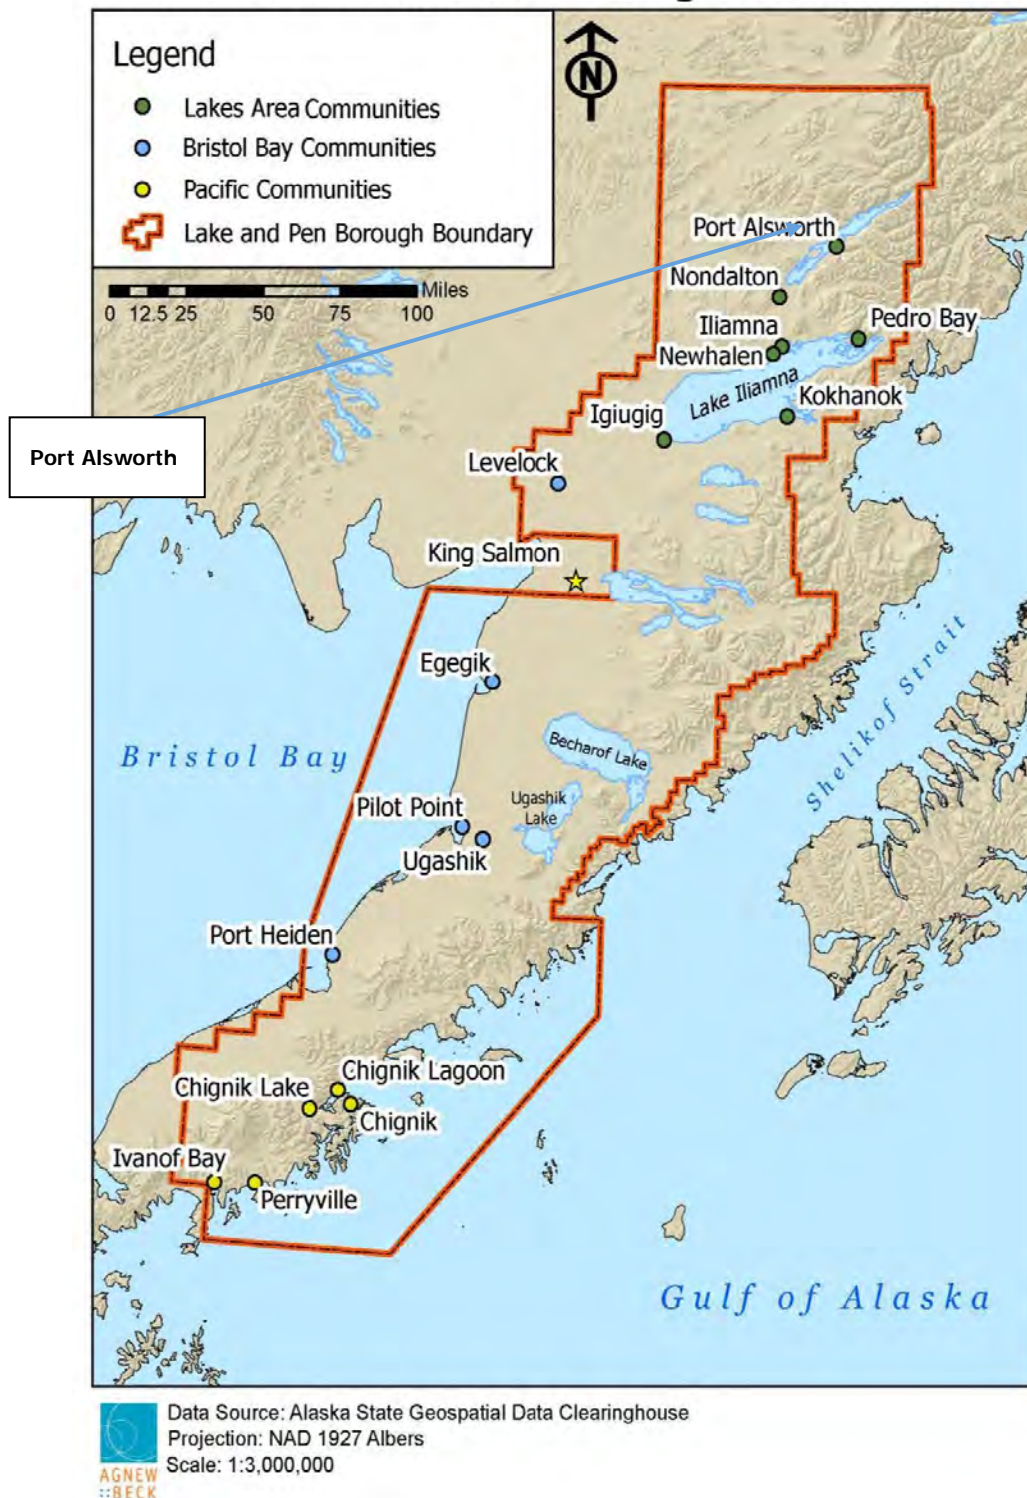 Legend
Lakes Area Communities
Bristol Bay Communities
Pacific Communities
Lake and Pen Borough Boundary
N
Miles
0 12.5 25 50 75 100
Port Alsworth
Nondalton
Iliamna
Pedro Bay
Newhalen
Lake Iliamna
Kokhanok
Igiugig
Port Alsworth
Levelock
King Salmon
Egegik
Shelikof Strait
Bristol Bay
Becharof Lake
Pilot Point
Ugashik
Lake
Ugashik
Port Heiden
Chignik Lagoon
Chignik Lake
Chignik
Ivanof Bay
Perryville
Gulf of Alaska
Data Source: Alaska State Geospatial Data Clearinghouse
Projection: NAD 1927 Albers
Scale: 1:3,000,000
AGNEW
::BECK